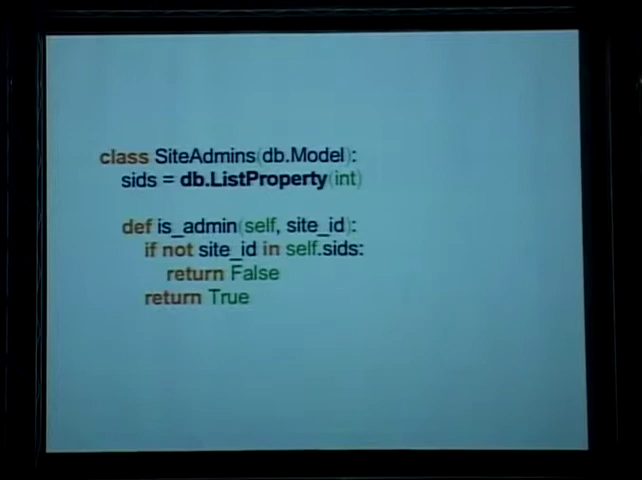 class SiteAdmins(db.Model):
sids = db.ListProperty(int)
def is_admin(self, site_id):
if not site_id in self.sids:
return False
return True